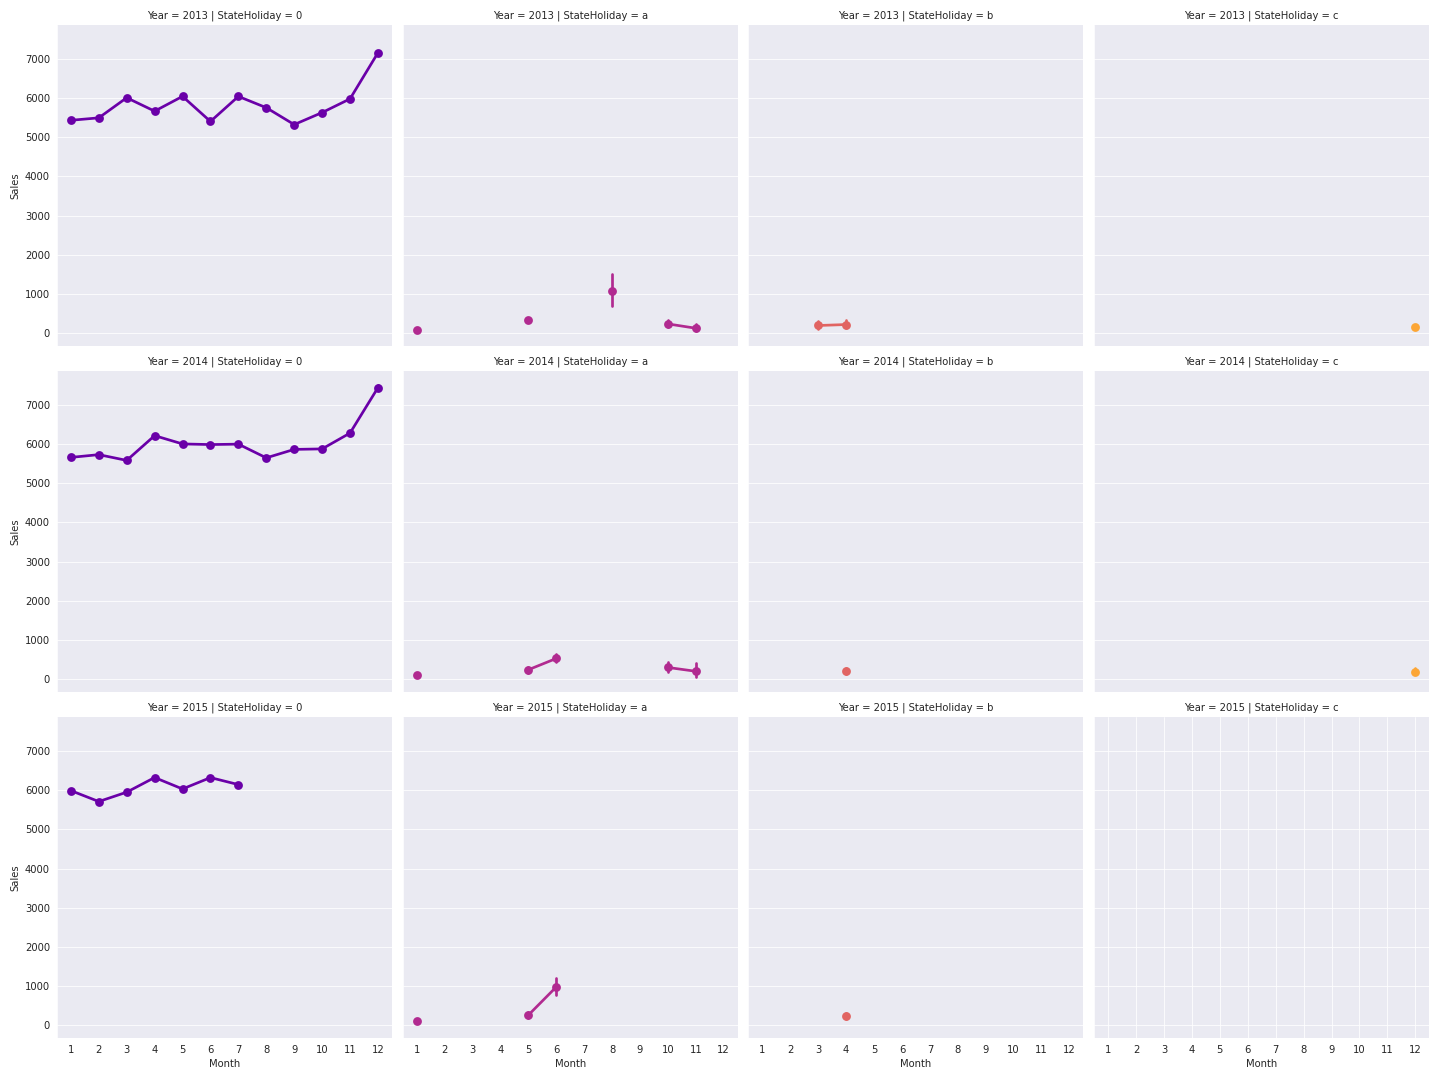 Year = 2013 | StateHoliday = 0
Year = 2013 | StateHoliday = a
Year = 2013 | StateHoliday = b
Year = 2013 | StateHoliday = c
7000
6000
5000
4000
3000
2000
1000
0
Sales
Year = 2014 | StateHoliday = 0
Year = 2014 | StateHoliday = a
Year = 2014 | StateHoliday = b
Year = 2014 | StateHoliday = c
7000
6000
5000
4000
3000
2000
1000
0
Sales
Year = 2015 | StateHoliday = 0
Year = 2015 | StateHoliday = a
Year = 2015 | StateHoliday = b
Year = 2015 | StateHoliday = c
7000
6000
5000
4000
3000
2000
1000
0
Sales
1 2 3 4 5 6 7 8 9 10 11 12
Month
1 2 3 4 5 6 7 8 9 10 11 12
Month
1 2 3 4 5 6 7 8 9 10 11 12
Month
1 2 3 4 5 6 7 8 9 10 11 12
Month